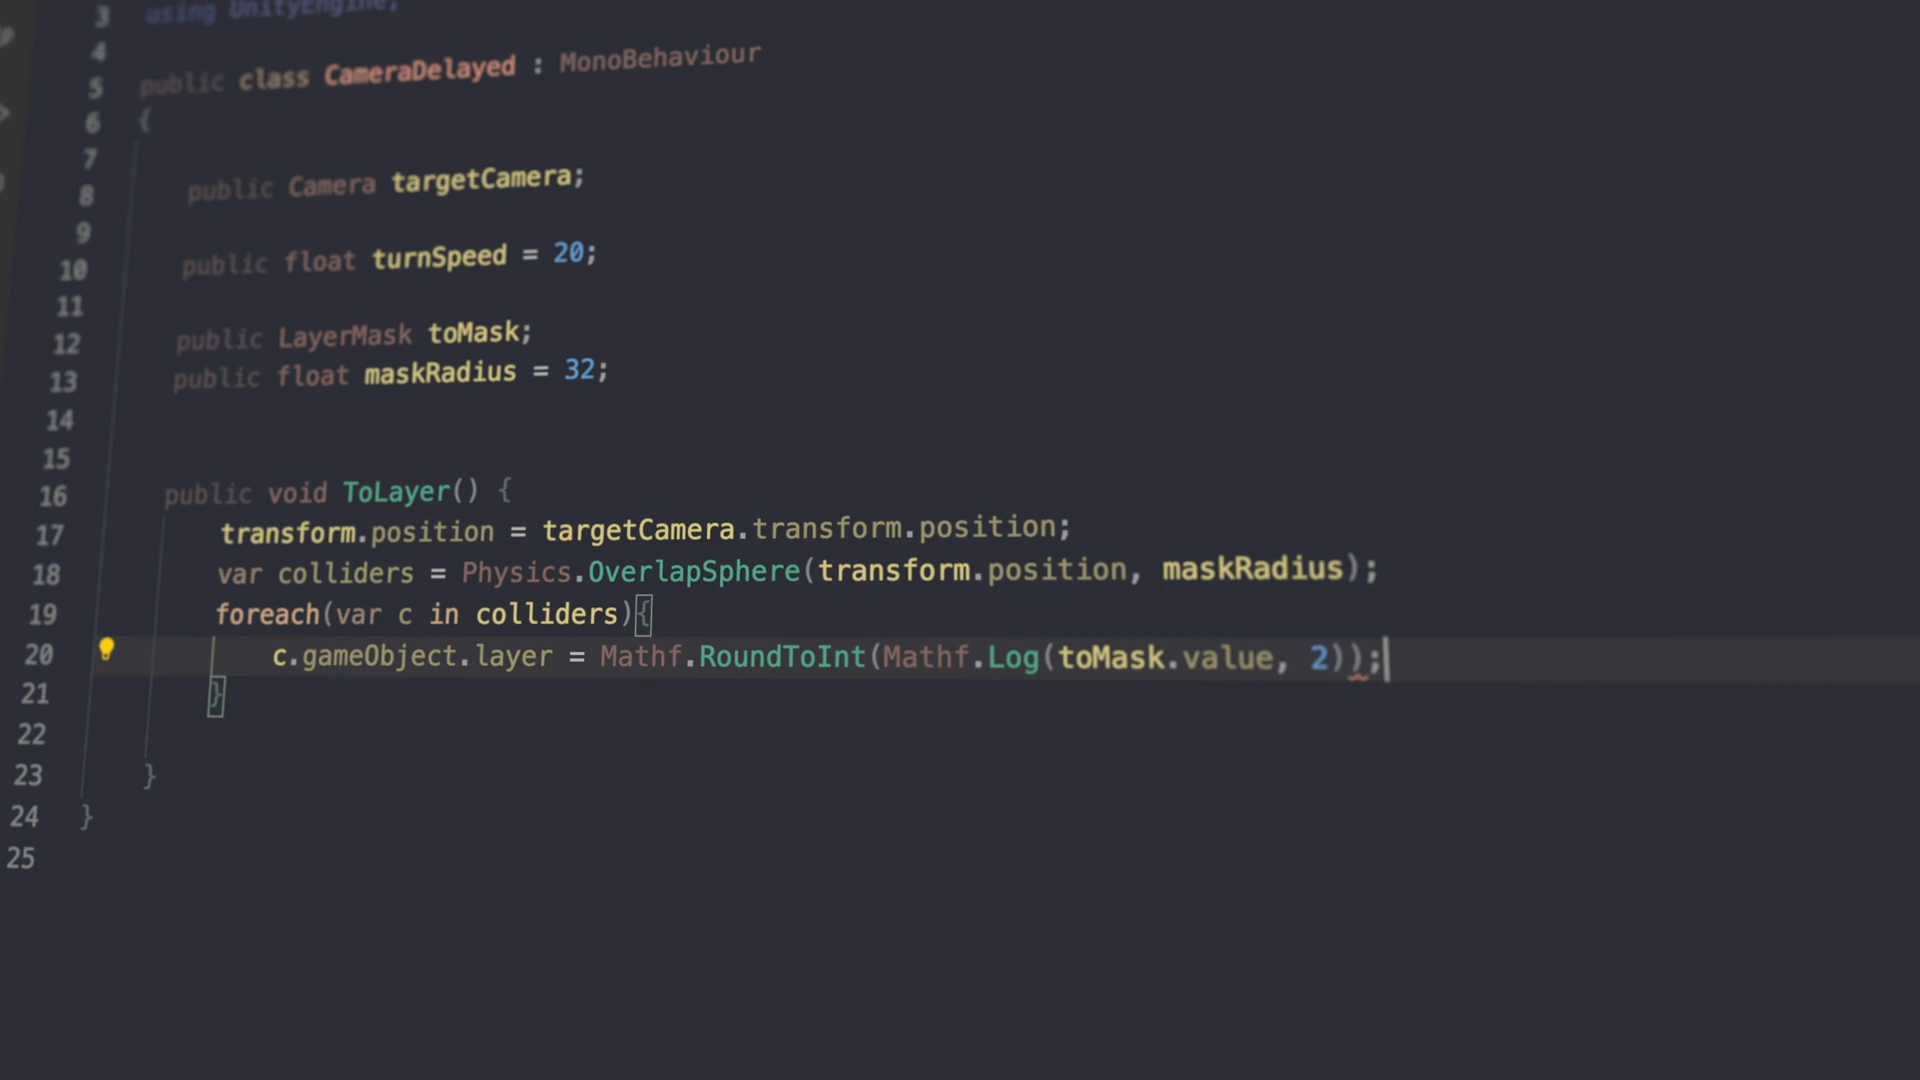 3 using UnityEngine;
4
5 public class CameraDelayed : MonoBehaviour
6 {
7
8 public Camera targetCamera;
9
10 public float turnSpeed = 20;
11
12 public LayerMask toMask;
13 public float maskRadius = 32;
14
15
16 public void ToLayer() {
17 transform.position = targetCamera.transform.position;
18 var colliders = Physics.OverlapSphere(transform.position, maskRadius);
19 foreach(var c in colliders){
20 c.gameObject.layer = Mathf.RoundToInt(Mathf.Log(toMask.value, 2));
21 }
22
23 }
24 }
25